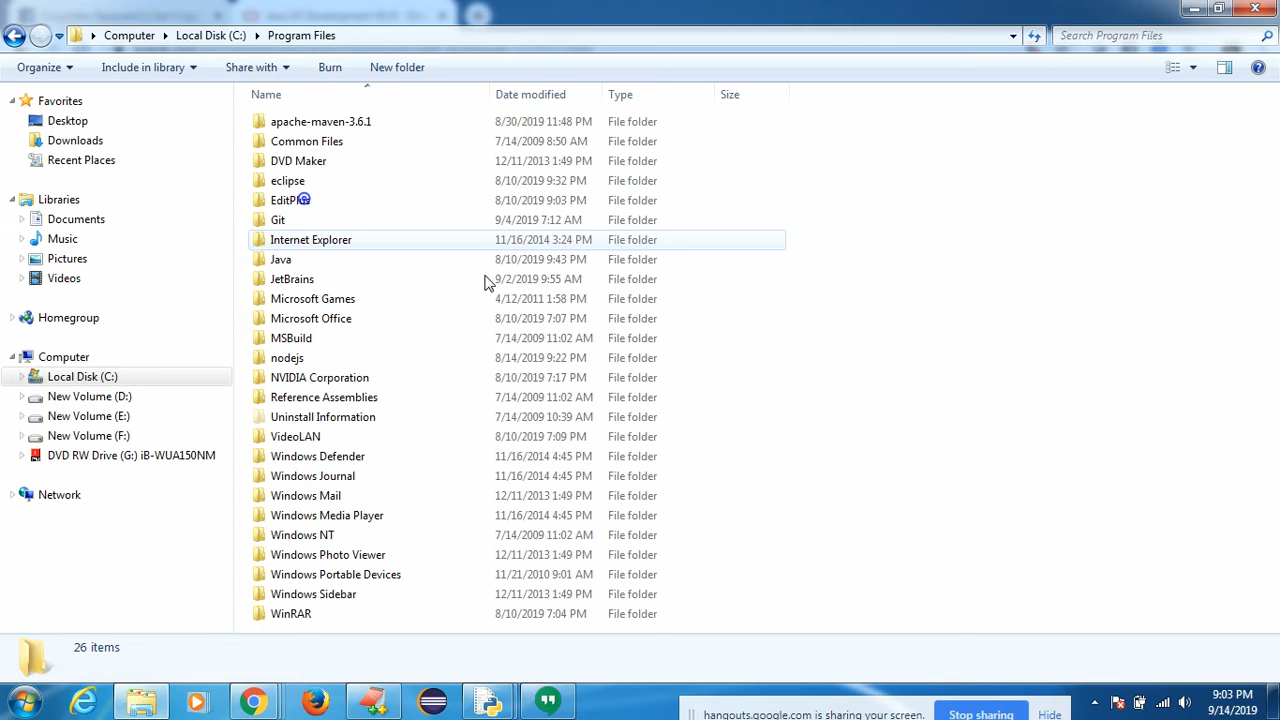 Computer Local Disk (C:) Program Files Search Program Files
Organize Include in library Share with Burn New folder
Name Date modified Type Size
Favorites
Desktop
Downloads
Recent Places
Libraries
Documents
Music
Pictures
Videos
Homegroup
Computer
Local Disk (C:)
New Volume (D:)
New Volume (E:)
New Volume (F:)
DVD RW Drive (G:) iB-WUA150NM
Network
apache-maven-3.6.1 8/30/2019 11:48 PM File folder
Common Files 7/14/2009 8:50 AM File folder
DVD Maker 12/11/2013 1:49 PM File folder
eclipse 8/10/2019 9:32 PM File folder
8/10/2019 9:03 PM File folder
Git 9/4/2019 7:12 AM File folder
Internet Explorer 11/16/2014 3:24 PM File folder
Java 8/10/2019 9:43 PM File folder
JetBrains 9/2/2019 9:55 AM File folder
Microsoft Games 4/12/2011 1:58 PM File folder
Microsoft Office 8/10/2019 7:07 PM File folder
MSBuild 7/14/2009 11:02 AM File folder
nodejs 8/14/2019 9:22 PM File folder
NVIDIA Corporation 8/10/2019 7:17 PM File folder
Reference Assemblies 7/14/2009 11:02 AM File folder
Uninstall Information 7/14/2009 10:39 AM File folder
VideoLAN 8/10/2019 7:09 PM File folder
Windows Defender 11/16/2014 4:45 PM File folder
Windows Journal 11/16/2014 4:45 PM File folder
Windows Mail 12/11/2013 1:49 PM File folder
Windows Media Player 11/16/2014 4:45 PM File folder
Windows NT 7/14/2009 11:02 AM File folder
Windows Photo Viewer 12/11/2013 1:49 PM File folder
Windows Portable Devices 11/21/2010 9:01 AM File folder
Windows Sidebar 12/11/2013 1:49 PM File folder
WinRAR 8/10/2019 7:04 PM File folder
26 items
hangouts.google.com is sharing your screen. Stop sharing Hide
9:03 PM
9/14/2019